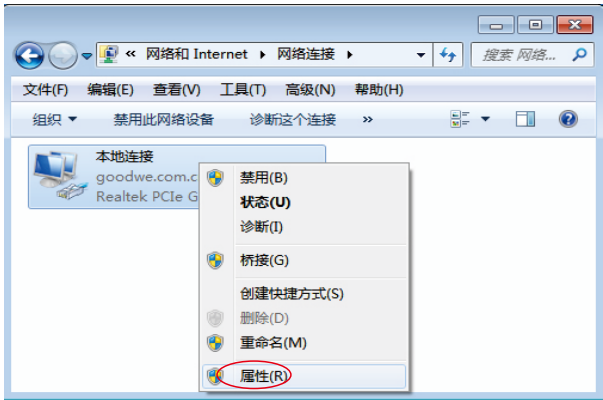 « 网络和 Internet ▸ 网络连接 ▸ 搜索 网络...
文件(F) 编辑(E) 查看(V) 工具(T) 高级(N) 帮助(H)
组织 ▼ 禁用此网络设备 诊断这个连接 »
本地连接
goodwe.com.c
Realtek PCIe G
禁用(B)
状态(U)
诊断(I)
桥接(G)
创建快捷方式(S)
删除(D)
重命名(M)
属性(R)